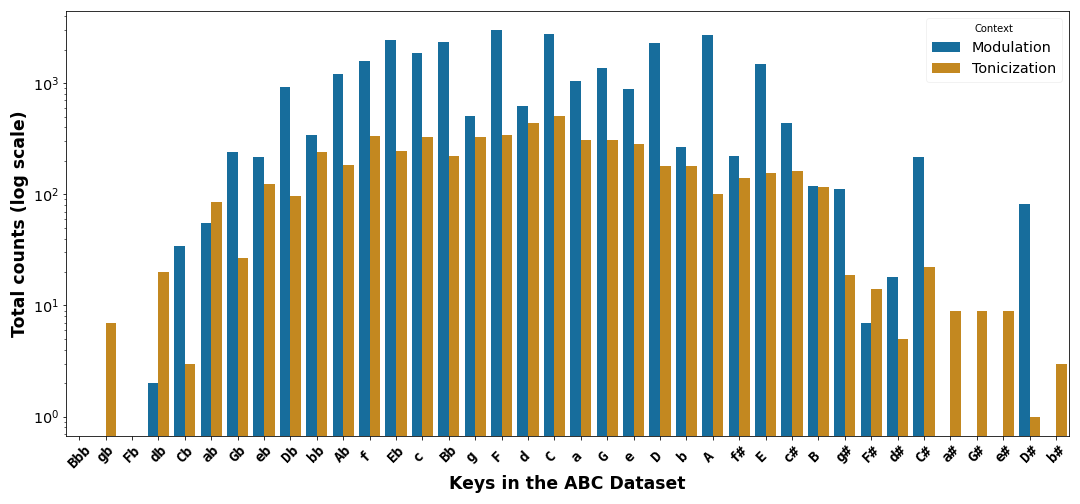 Context
Modulation
Tonicization
Total counts (log scale)
10³
10²
10¹
10⁰
Bbb gb Fb db Cb ab Gb eb Db bb Ab f Eb c Bb g F d C a G e D b A f# E c# B g# F# d# C# a# G# e# D# b#
Keys in the ABC Dataset